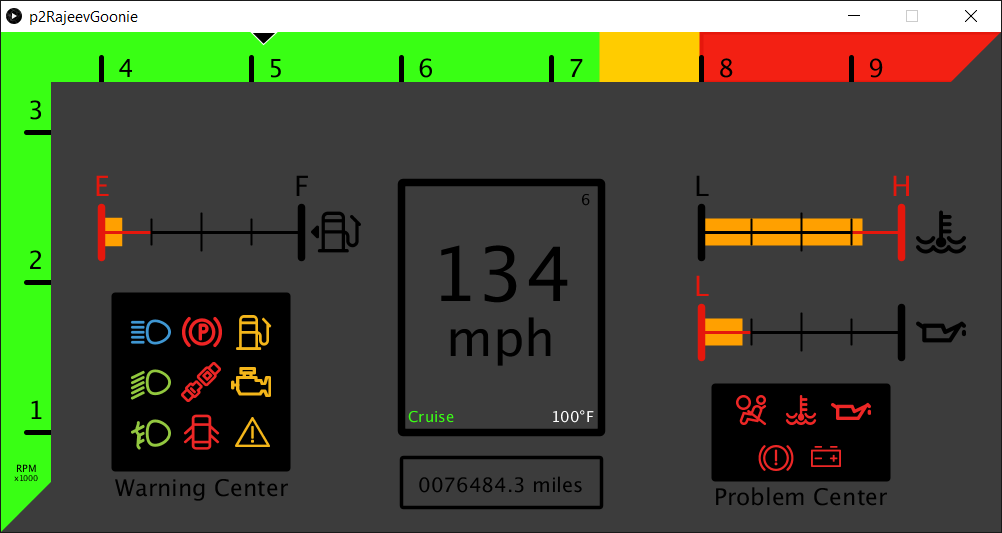 p2RajeevGoonie
4 5 6 7 8 9
3
2
1
RPM
x1000
E F
L H
L
6
134
mph
Cruise 100°F
0076484.3 miles
P
Warning Center
Problem Center